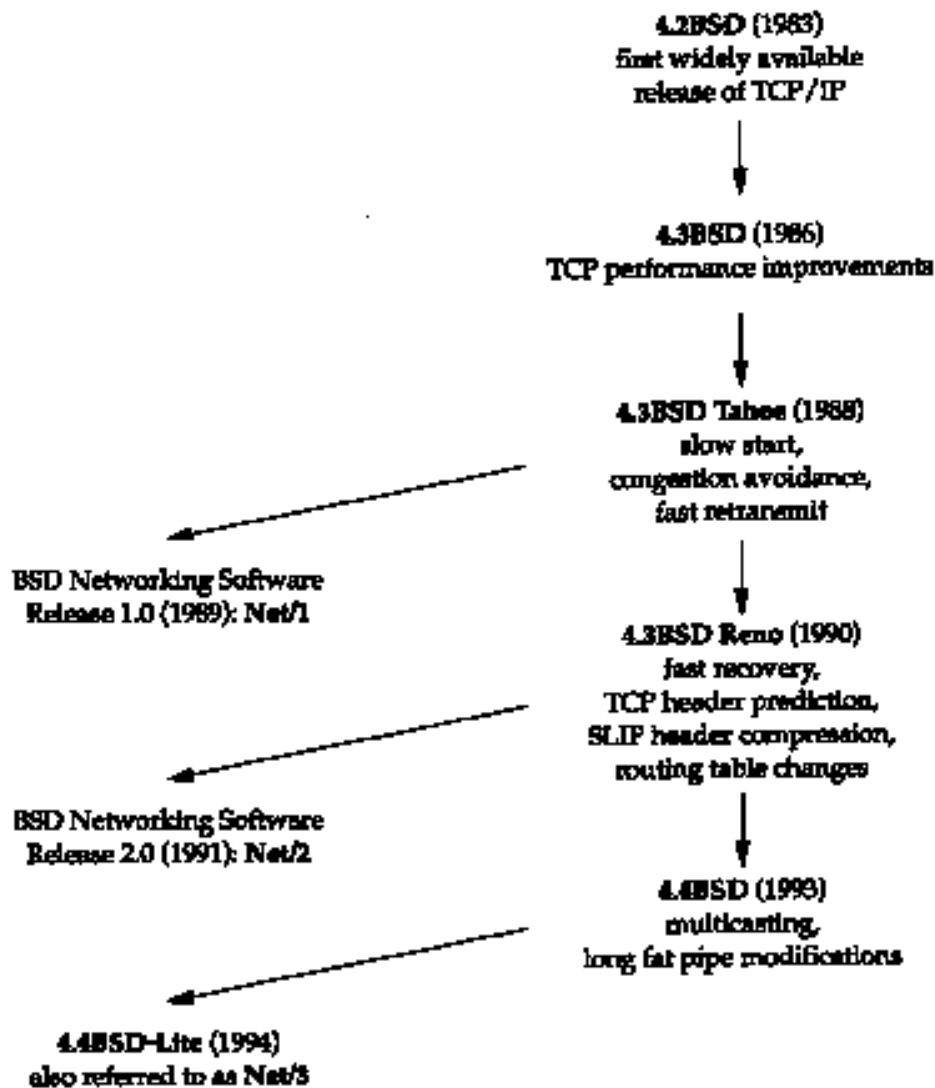 4.2BSD (1983)
first widely available
release of TCP/IP
4.3BSD (1986)
TCP performance improvements
4.3BSD Tahoe (1988)
slow start,
congestion avoidance,
fast retransmit
BSD Networking Software
Release 1.0 (1989): Net/1
4.3BSD Reno (1990)
fast recovery,
TCP header prediction,
SLIP header compression,
routing table changes
BSD Networking Software
Release 2.0 (1991): Net/2
4.4BSD (1993)
multicasting,
long fat pipe modifications
4.4BSD-Lite (1994)
also referred to as Net/3